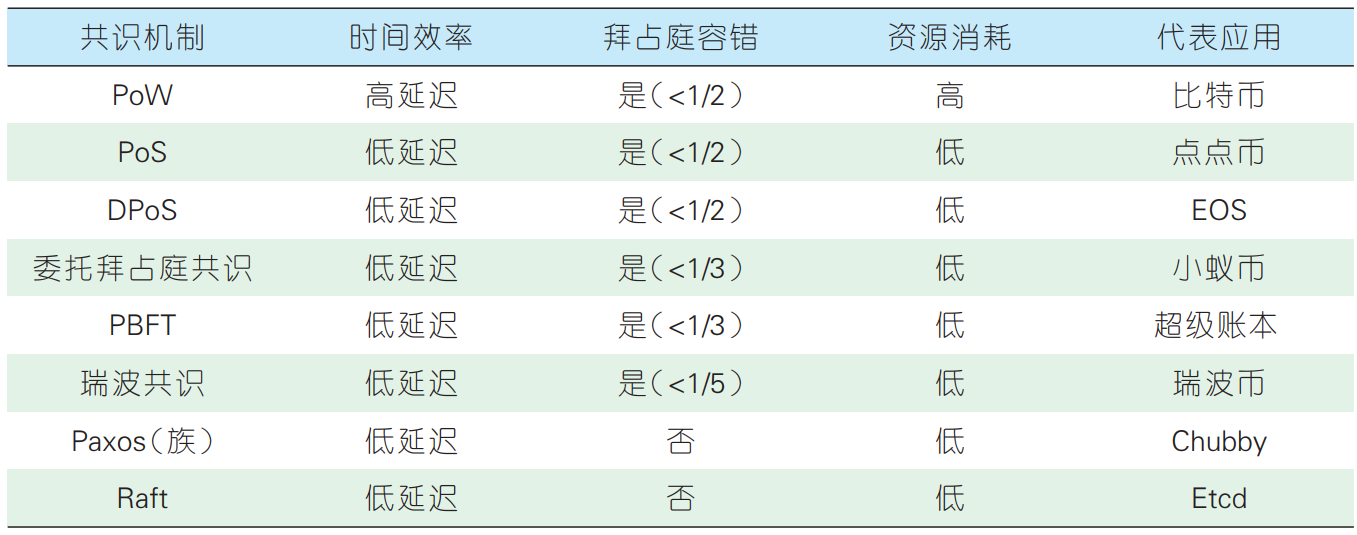 共识机制 时间效率 拜占庭容错 资源消耗 代表应用
PoW 高延迟 是(<1/2) 高 比特币
PoS 低延迟 是(<1/2) 低 点点币
DPoS 低延迟 是(<1/2) 低 EOS
委托拜占庭共识 低延迟 是(<1/3) 低 小蚁币
PBFT 低延迟 是(<1/3) 低 超级账本
瑞波共识 低延迟 是(<1/5) 低 瑞波币
Paxos(族) 低延迟 否 低 Chubby
Raft 低延迟 否 低 Etcd